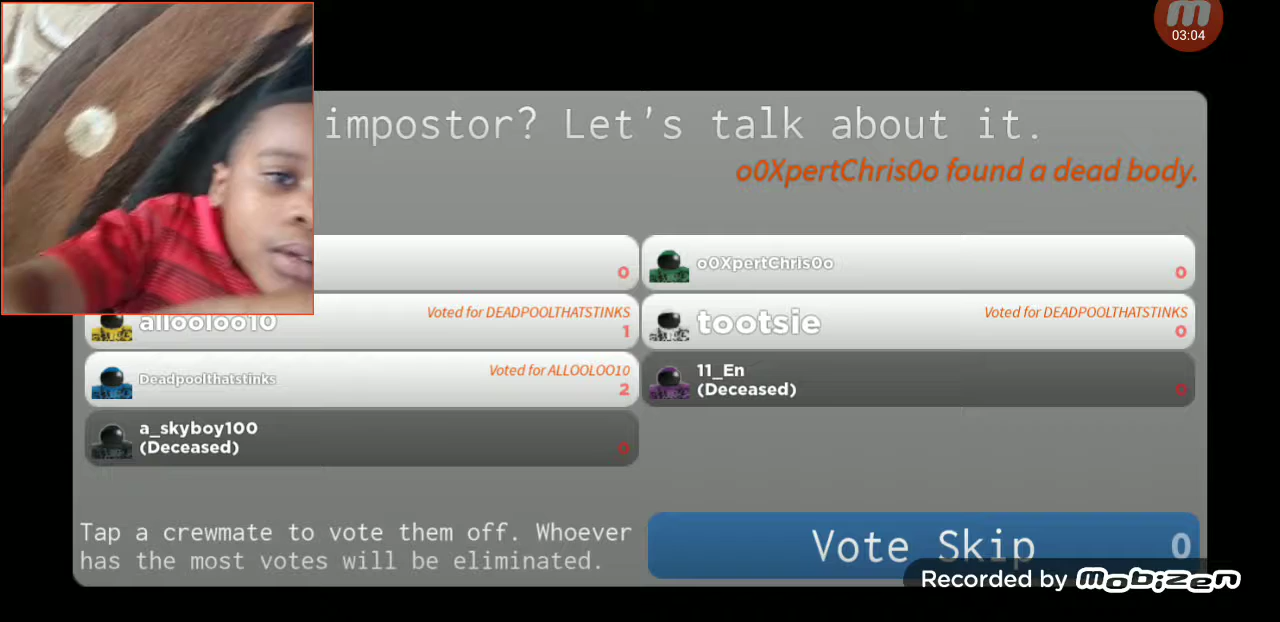 03:04
impostor? Let's talk about it.
o0XpertChris0o found a dead body.
0
o0XpertChris0o
0
allooloo10
Voted for DEADPOOLTHATSTINKS
1
tootsie
Voted for DEADPOOLTHATSTINKS
0
Deadpoolthatstinks
Voted for ALLOOLOO10
2
11_En
(Deceased)
0
a_skyboy100
(Deceased)
0
Tap a crewmate to vote them off. Whoever
has the most votes will be eliminated.
Vote Skip 0
Recorded by mobizen